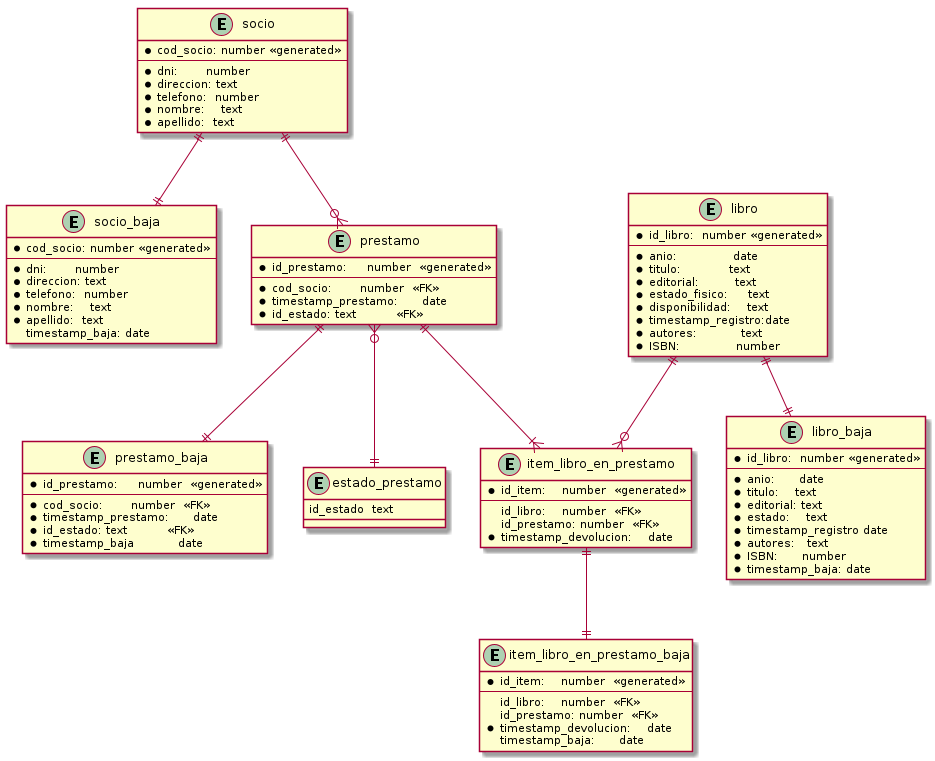 E socio
cod_socio: number «generated»
dni: number
direccion: text
telefono: number
nombre: text
apellido: text
E socio_baja
cod_socio: number «generated»
dni: number
direccion: text
telefono: number
nombre: text
apellido: text
timestamp_baja: date
E prestamo
id_prestamo: number «generated»
cod_socio: number «FK»
timestamp_prestamo: date
id_estado: text «FK»
E libro
id_libro: number «generated»
anio: date
titulo: text
editorial: text
estado_fisico: text
disponibilidad: text
timestamp_registro:date
autores: text
ISBN: number
E prestamo_baja
id_prestamo: number «generated»
cod_socio: number «FK»
timestamp_prestamo: date
id_estado: text «FK»
timestamp_baja date
E estado_prestamo
id_estado text
E item_libro_en_prestamo
id_item: number «generated»
id_libro: number «FK»
id_prestamo: number «FK»
timestamp_devolucion: date
E libro_baja
id_libro: number «generated»
anio: date
titulo: text
editorial: text
estado: text
timestamp_registro date
autores: text
ISBN: number
timestamp_baja: date
E item_libro_en_prestamo_baja
id_item: number «generated»
id_libro: number «FK»
id_prestamo: number «FK»
timestamp_devolucion: date
timestamp_baja: date